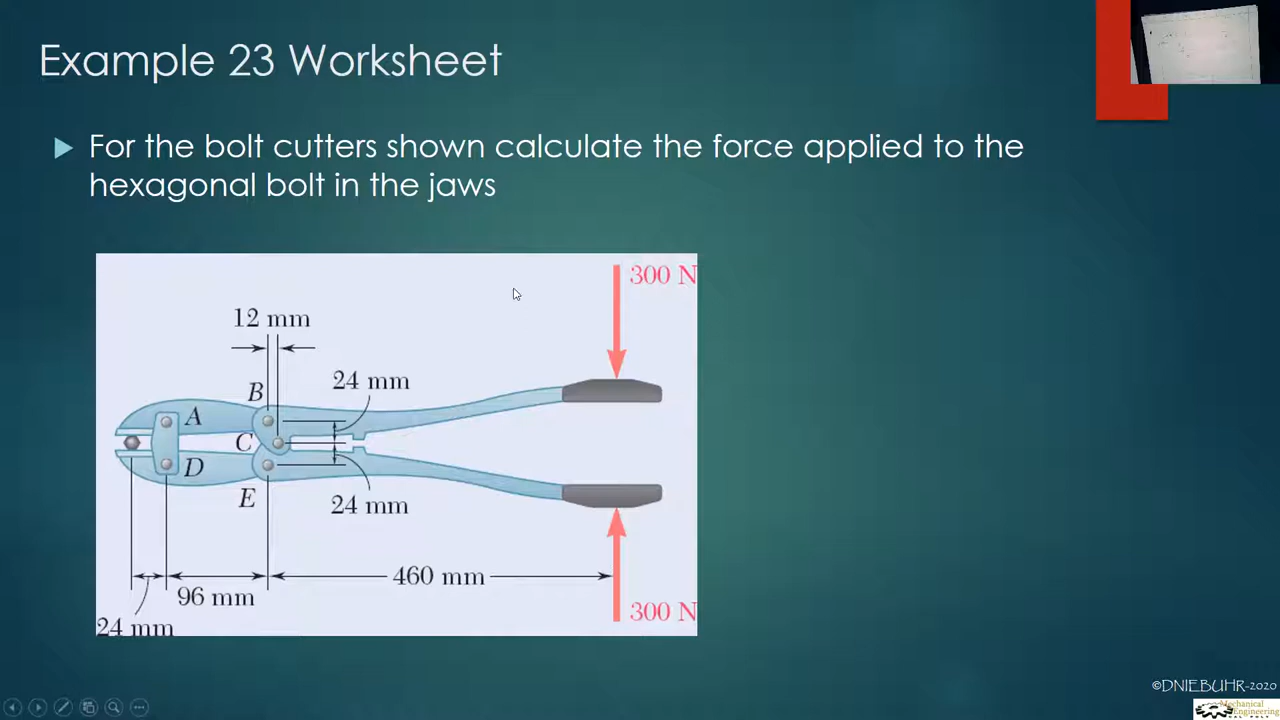 Example 23 Worksheet
For the bolt cutters shown calculate the force applied to the
hexagonal bolt in the jaws
300 N
12 mm
B
24 mm
A
C
D
E
24 mm
460 mm
96 mm
24 mm
300 N
©DNIEBUHR-2020
Mechanical
Engineering